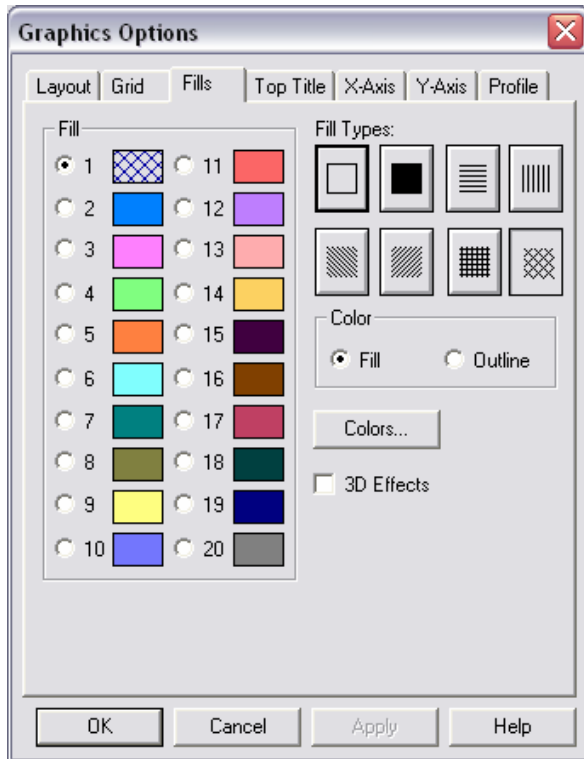 Graphics Options
Layout Grid Fills Top Title X-Axis Y-Axis Profile
Fill Fill Types:
1 11
2 12
3 13
4 14
5 15
6 16
7 17
8 18
9 19
10 20
Color
Fill Outline
Colors...
3D Effects
OK Cancel Apply Help